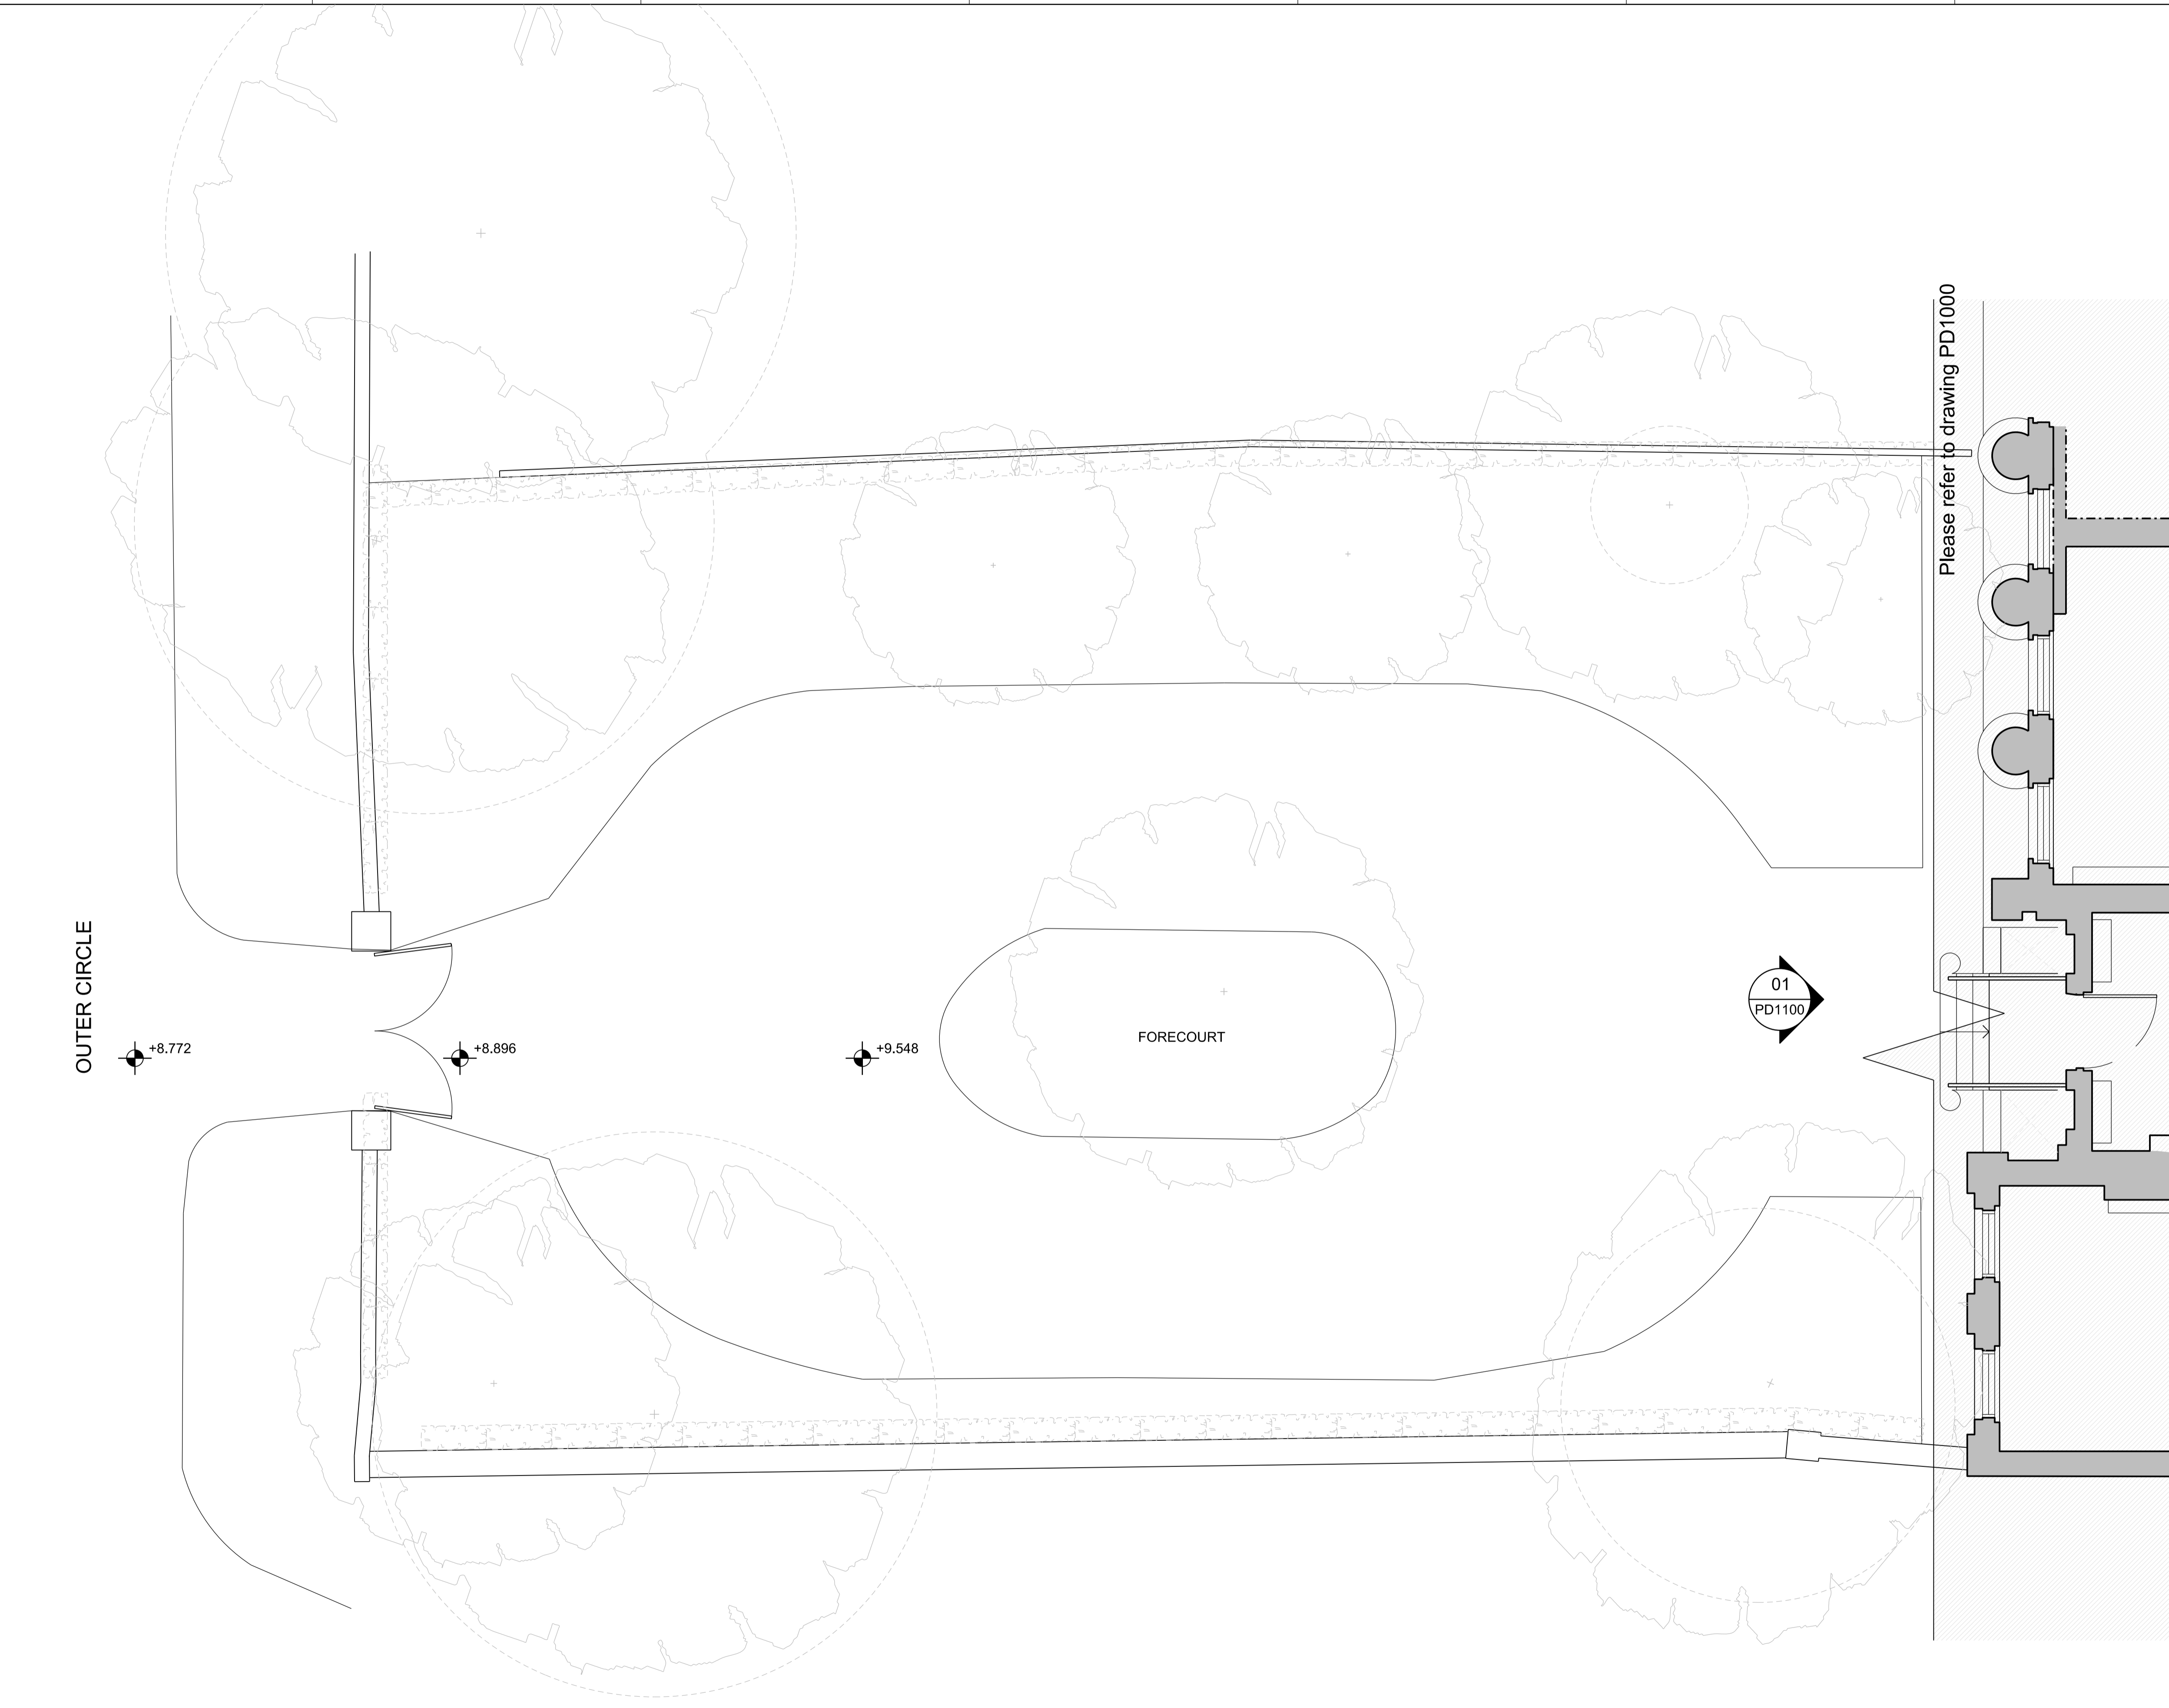 Please refer to drawing PD1000
OUTER CIRCLE
+8.772
+8.896
+9.548
FORECOURT
01
PD1100